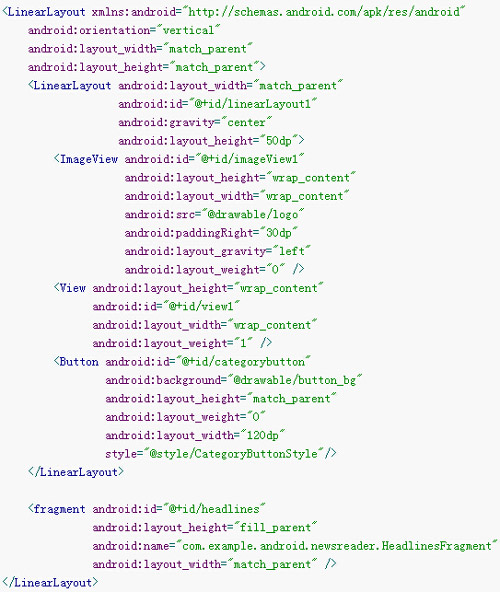 <LinearLayout xmlns:android="http://schemas.android.com/apk/res/android"
    android:orientation="vertical"
    android:layout_width="match_parent"
    android:layout_height="match_parent">
    <LinearLayout android:layout_width="match_parent"
                  android:id="@+id/linearLayout1"
                  android:gravity="center"
                  android:layout_height="50dp">
        <ImageView android:id="@+id/imageView1"
                   android:layout_height="wrap_content"
                   android:layout_width="wrap_content"
                   android:src="@drawable/logo"
                   android:paddingRight="30dp"
                   android:layout_gravity="left"
                   android:layout_weight="0" />
        <View android:layout_height="wrap_content"
              android:id="@+id/view1"
              android:layout_width="wrap_content"
              android:layout_weight="1" />
        <Button android:id="@+id/categorybutton"
                android:background="@drawable/button_bg"
                android:layout_height="match_parent"
                android:layout_weight="0"
                android:layout_width="120dp"
                style="@style/CategoryButtonStyle"/>
    </LinearLayout>

    <fragment android:id="@+id/headlines"
              android:layout_height="fill_parent"
              android:name="com.example.android.newsreader.HeadlinesFragment"
              android:layout_width="match_parent" />
</LinearLayout>